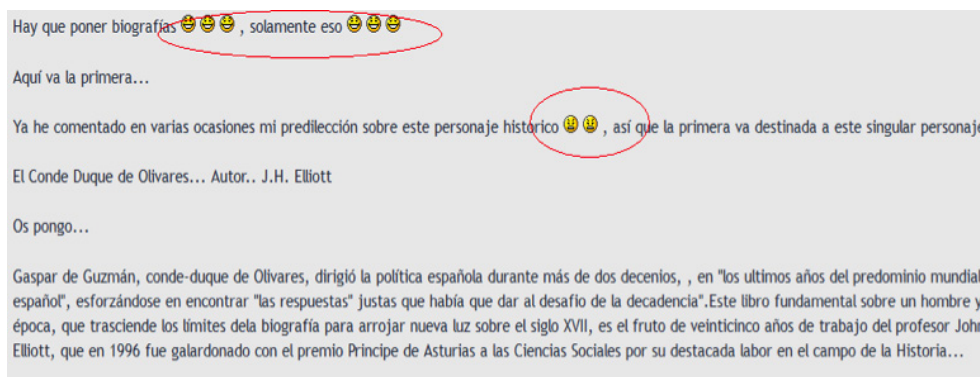 Hay que poner biografías 😁 😁 😁 , solamente eso 😁 😁 😁
Aquí va la primera...
Ya he comentado en varias ocasiones mi predilección sobre este personaje histórico 😬 😬 , así que la primera va destinada a este singular personaje
El Conde Duque de Olivares... Autor.. J.H. Elliott
Os pongo...
Gaspar de Guzmán, conde-duque de Olivares, dirigió la política española durante más de dos decenios, , en "los ultimos años del predominio mundial
español", esforzándose en encontrar "las respuestas" justas que había que dar al desafio de la decadencia".Este libro fundamental sobre un hombre y
época, que trasciende los límites dela biografía para arrojar nueva luz sobre el siglo XVII, es el fruto de veinticinco años de trabajo del profesor John
Elliott, que en 1996 fue galardonado con el premio Principe de Asturias a las Ciencias Sociales por su destacada labor en el campo de la Historia...